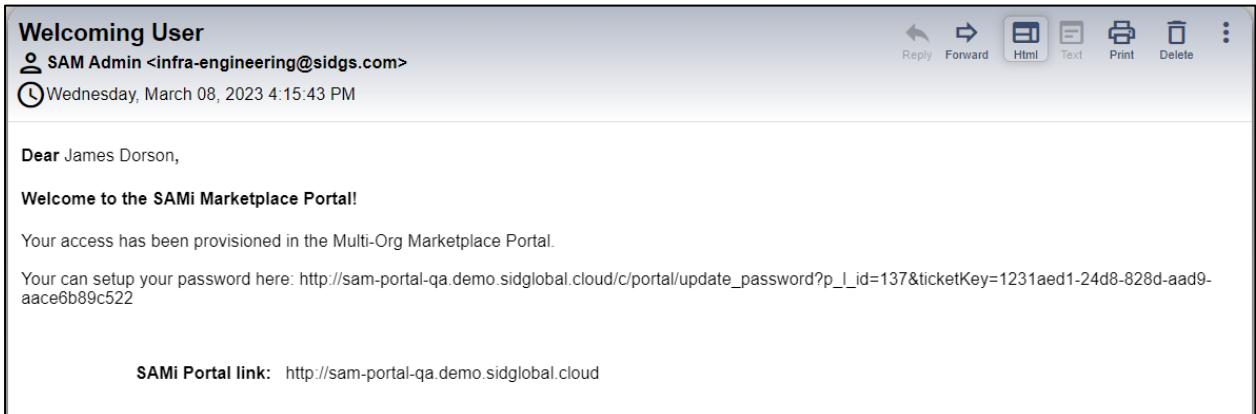 Welcoming User
SAM Admin <infra-engineering@sidgs.com>
Wednesday, March 08, 2023 4:15:43 PM
Reply Forward Html Text Print Delete
Dear James Dorson,
Welcome to the SAMi Marketplace Portal!
Your access has been provisioned in the Multi-Org Marketplace Portal.
Your can setup your password here: http://sam-portal-qa.demo.sidglobal.cloud/c/portal/update_password?p_l_id=137&ticketKey=1231aed1-24d8-828d-aad9-
aace6b89c522
SAMi Portal link: http://sam-portal-qa.demo.sidglobal.cloud